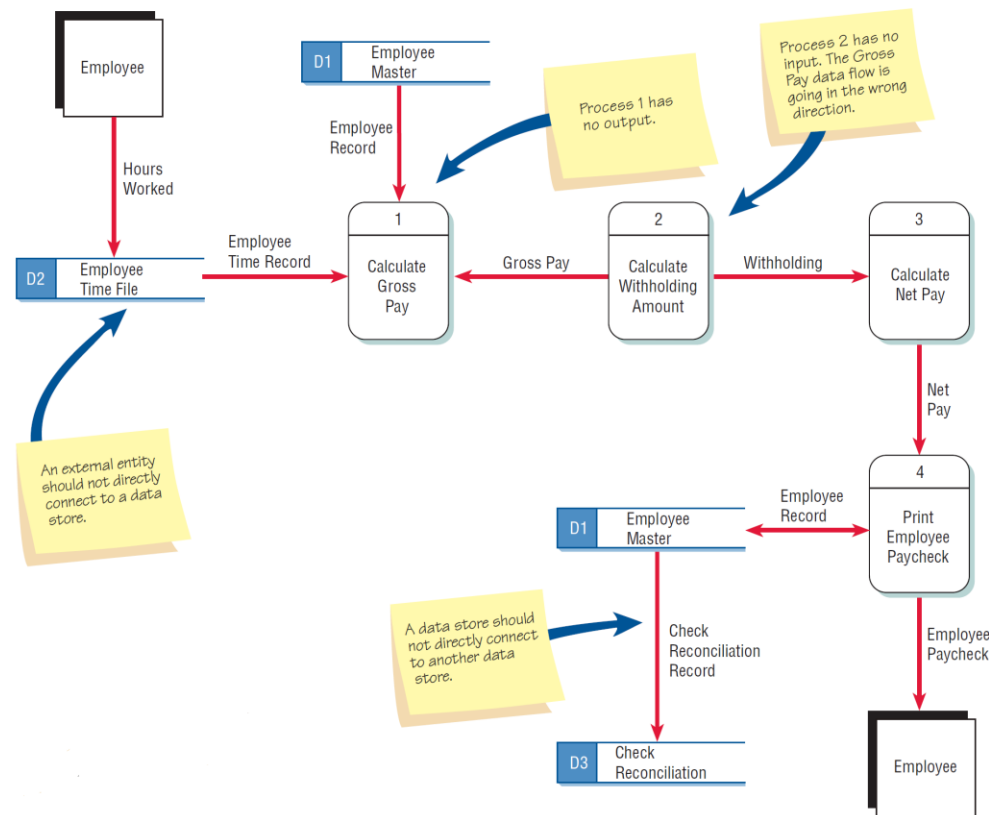 Employee
D1
Employee
Master
Process 1 has
no output.
Process 2 has no
input. The Gross
Pay data flow is
going in the wrong
direction.
Employee
Record
Hours
Worked
D2
Employee
Time File
Employee
Time Record
1
Calculate
Gross
Pay
Gross Pay
2
Calculate
Withholding
Amount
Withholding
3
Calculate
Net Pay
Net
Pay
An external entity
should not directly
connect to a data
store.
4
Print
Employee
Paycheck
Employee
Record
D1
Employee
Master
A data store should
not directly connect
to another data
store.
Check
Reconciliation
Record
Employee
Paycheck
D3
Check
Reconciliation
Employee